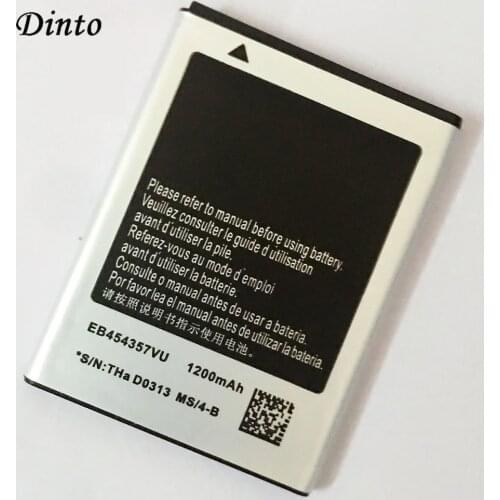 Dinto
Please refer to manual before using battery.
Veuillez consulter le guide d'utilisation
avant d'utiliser la pile.
Referez-vous au mode d'emploi
avant d'utiliser la batterie.
Consulte o manual antes de usar a bateria.
Por favor lea el manual antes de utilizar la bateria.
请按照说明书指示使用电池。
EB454357VU 1200mAh
*S/N:THa D0313 MS/4-B